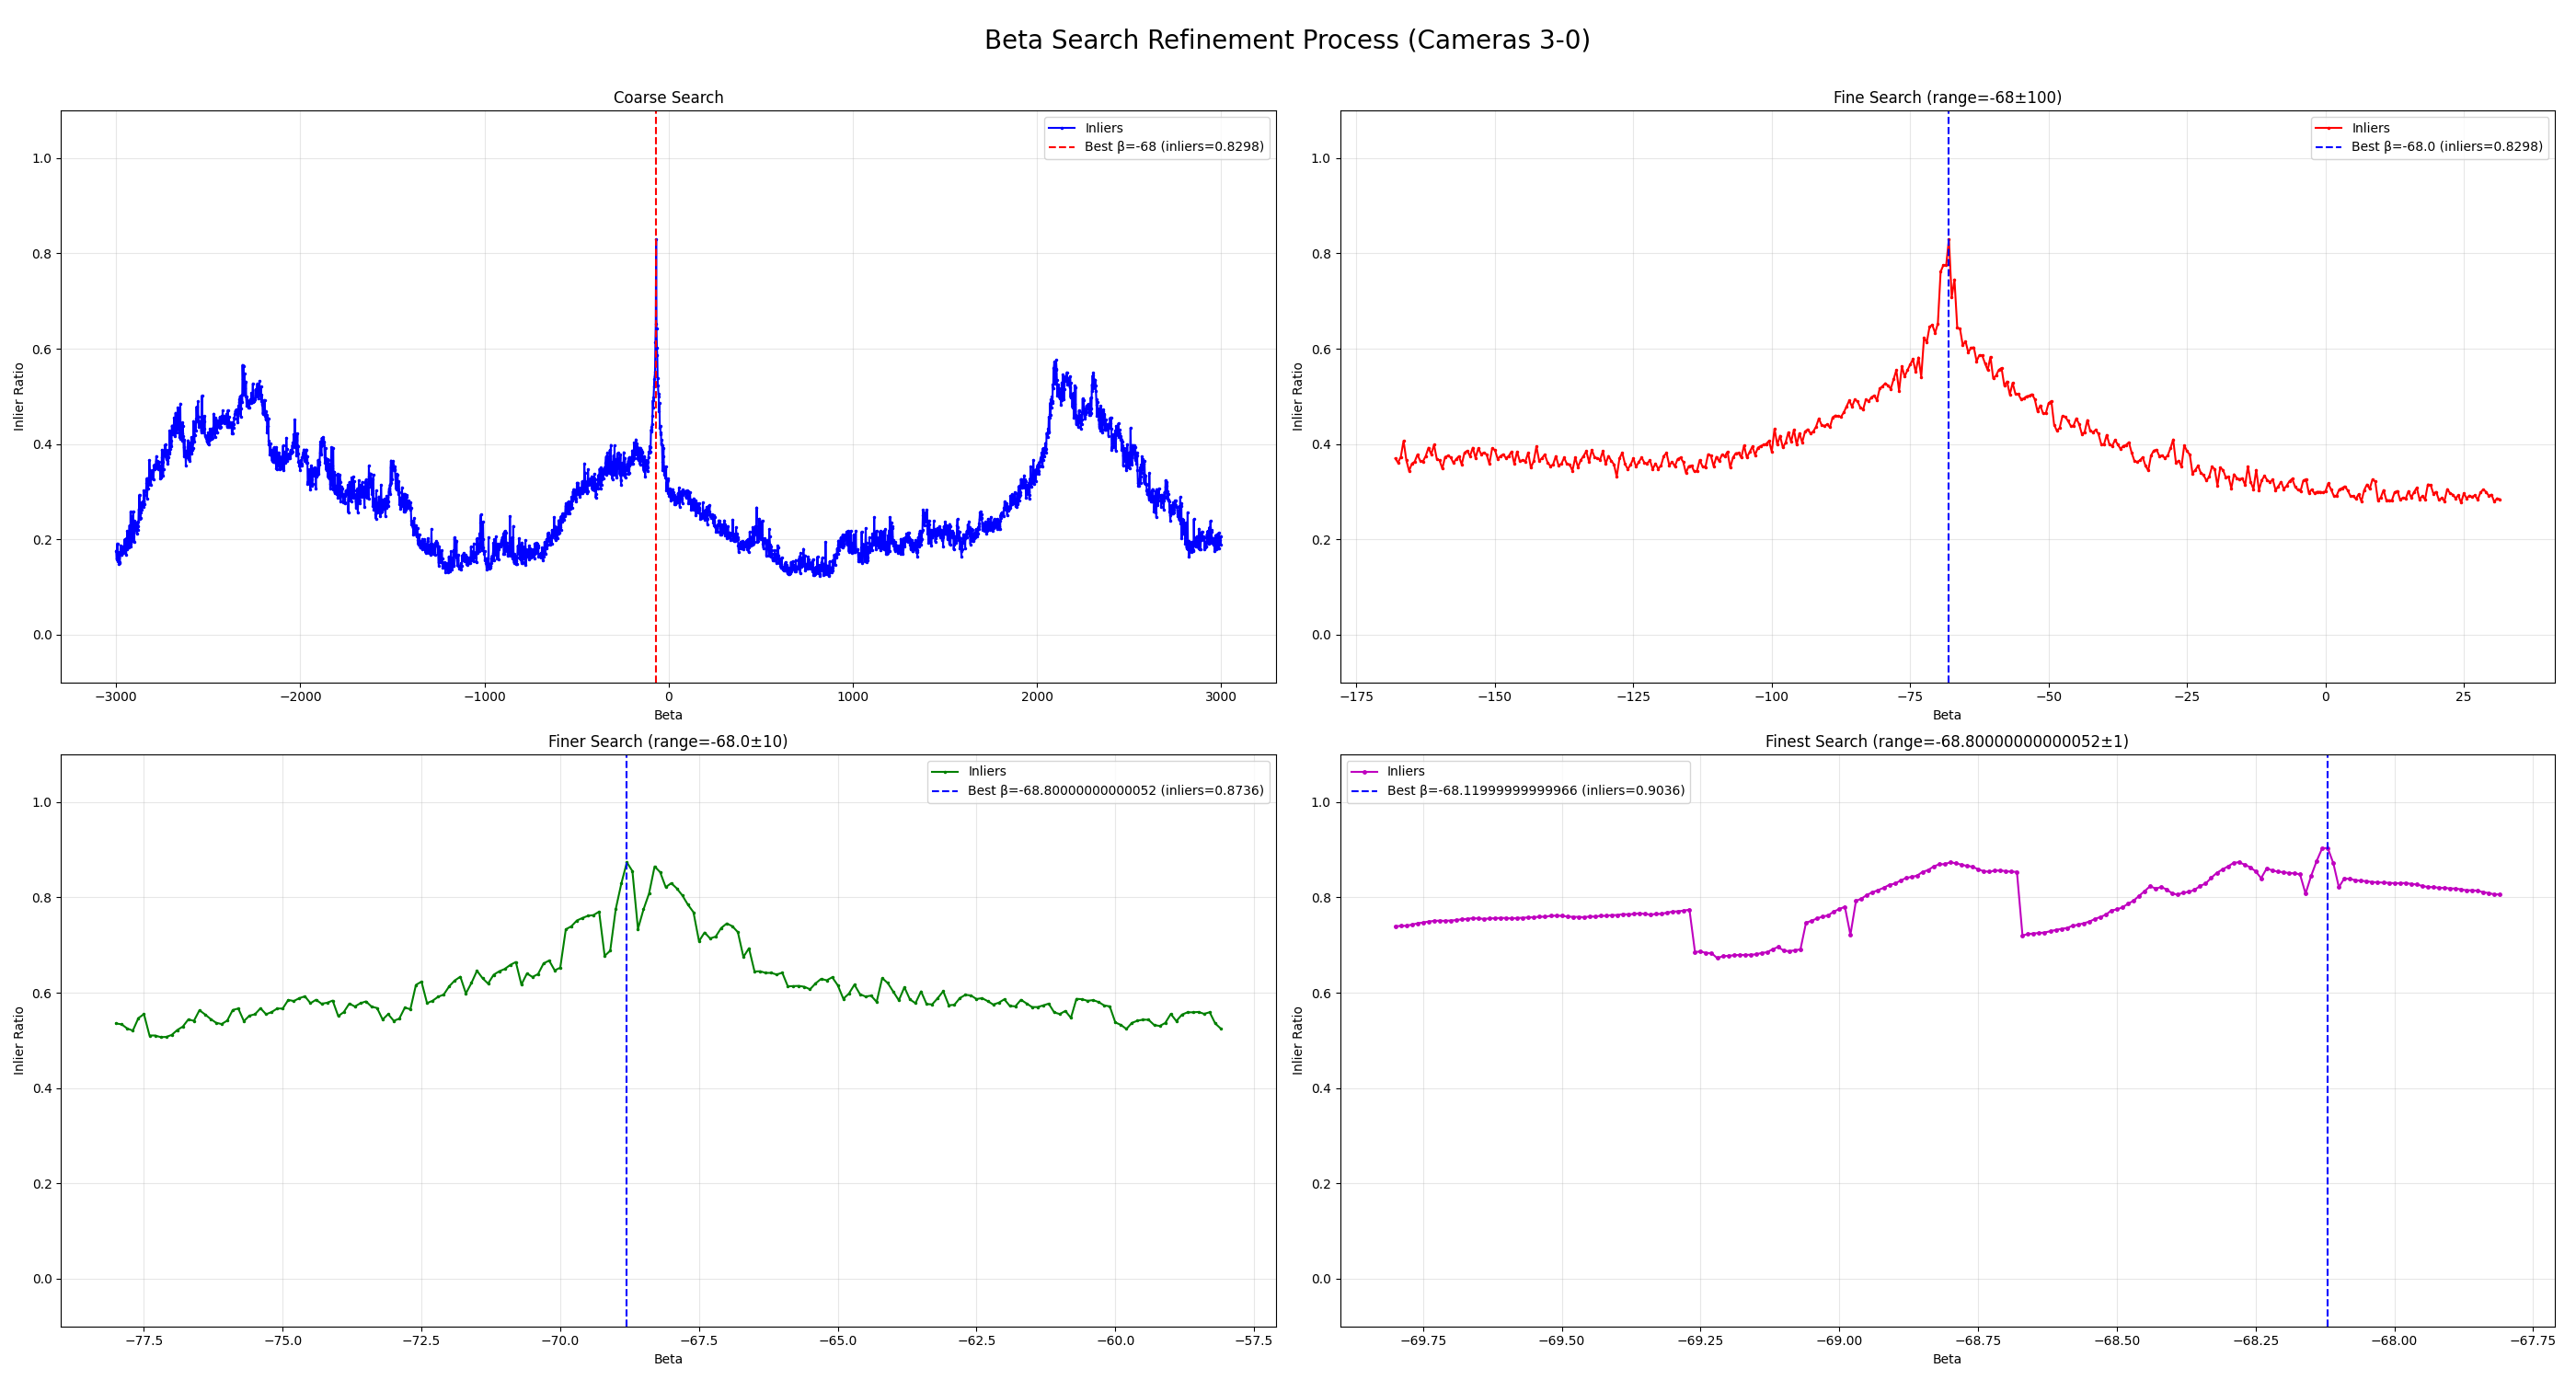 Beta Search Refinement Process (Cameras 3-0)
Coarse Search
Inliers
Best β=-68 (inliers=0.8298)
1.0
0.8
0.6
0.4
0.2
0.0
Inlier Ratio
−3000 −2000 −1000 0 1000 2000 3000
Beta
Fine Search (range=-68±100)
Inliers
Best β=-68.0 (inliers=0.8298)
1.0
0.8
0.6
0.4
0.2
0.0
Inlier Ratio
−175 −150 −125 −100 −75 −50 −25 0 25
Beta
Finer Search (range=-68.0±10)
Inliers
Best β=-68.80000000000052 (inliers=0.8736)
1.0
0.8
0.6
0.4
0.2
0.0
Inlier Ratio
−77.5 −75.0 −72.5 −70.0 −67.5 −65.0 −62.5 −60.0 −57.5
Beta
Finest Search (range=-68.80000000000052±1)
Inliers
Best β=-68.11999999999966 (inliers=0.9036)
1.0
0.8
0.6
0.4
0.2
0.0
Inlier Ratio
−69.75 −69.50 −69.25 −69.00 −68.75 −68.50 −68.25 −68.00 −67.75
Beta